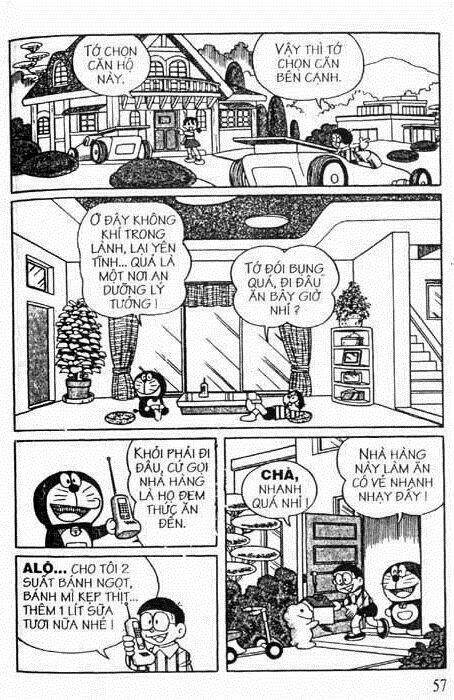 TỚ CHỌN
CĂN HỘ
NÀY.
VẬY THÌ TỚ
CHỌN CĂN
BÊN CẠNH.
Ở ĐÂY KHÔNG
KHÍ TRONG
LÀNH, LẠI YÊN
TĨNH... QUẢ LÀ
MỘT NƠI AN
DƯỠNG LÝ
TƯỞNG !
TỚ ĐÓI BỤNG
QUÁ, ĐI ĐÂU
ĂN BÂY GIỜ
NHỈ ?
KHỎI PHẢI ĐI
ĐÂU, CỨ GỌI
NHÀ HÀNG
LÀ HỌ ĐEM
THỨC ĂN
ĐẾN.
ALÔ... CHO TÔI 2
SUẤT BÁNH NGỌT,
BÁNH MÌ KẸP THỊT...
THÊM 1 LÍT SỮA
TƯƠI NỮA NHÉ !
CHÀ,
NHANH
QUÁ NHỈ !
NHÀ HÀNG
NÀY LÀM ĂN
CÓ VẺ NHANH
NHẠY ĐẤY !
57